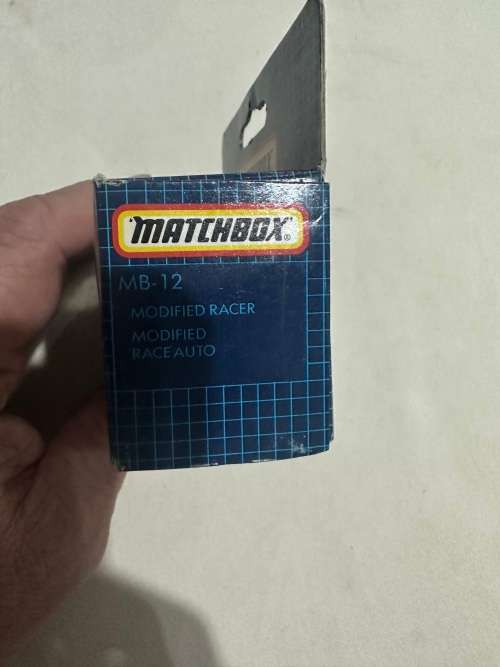 MATCHBOX®
MB-12
MODIFIED RACER
MODIFIED
RACE AUTO